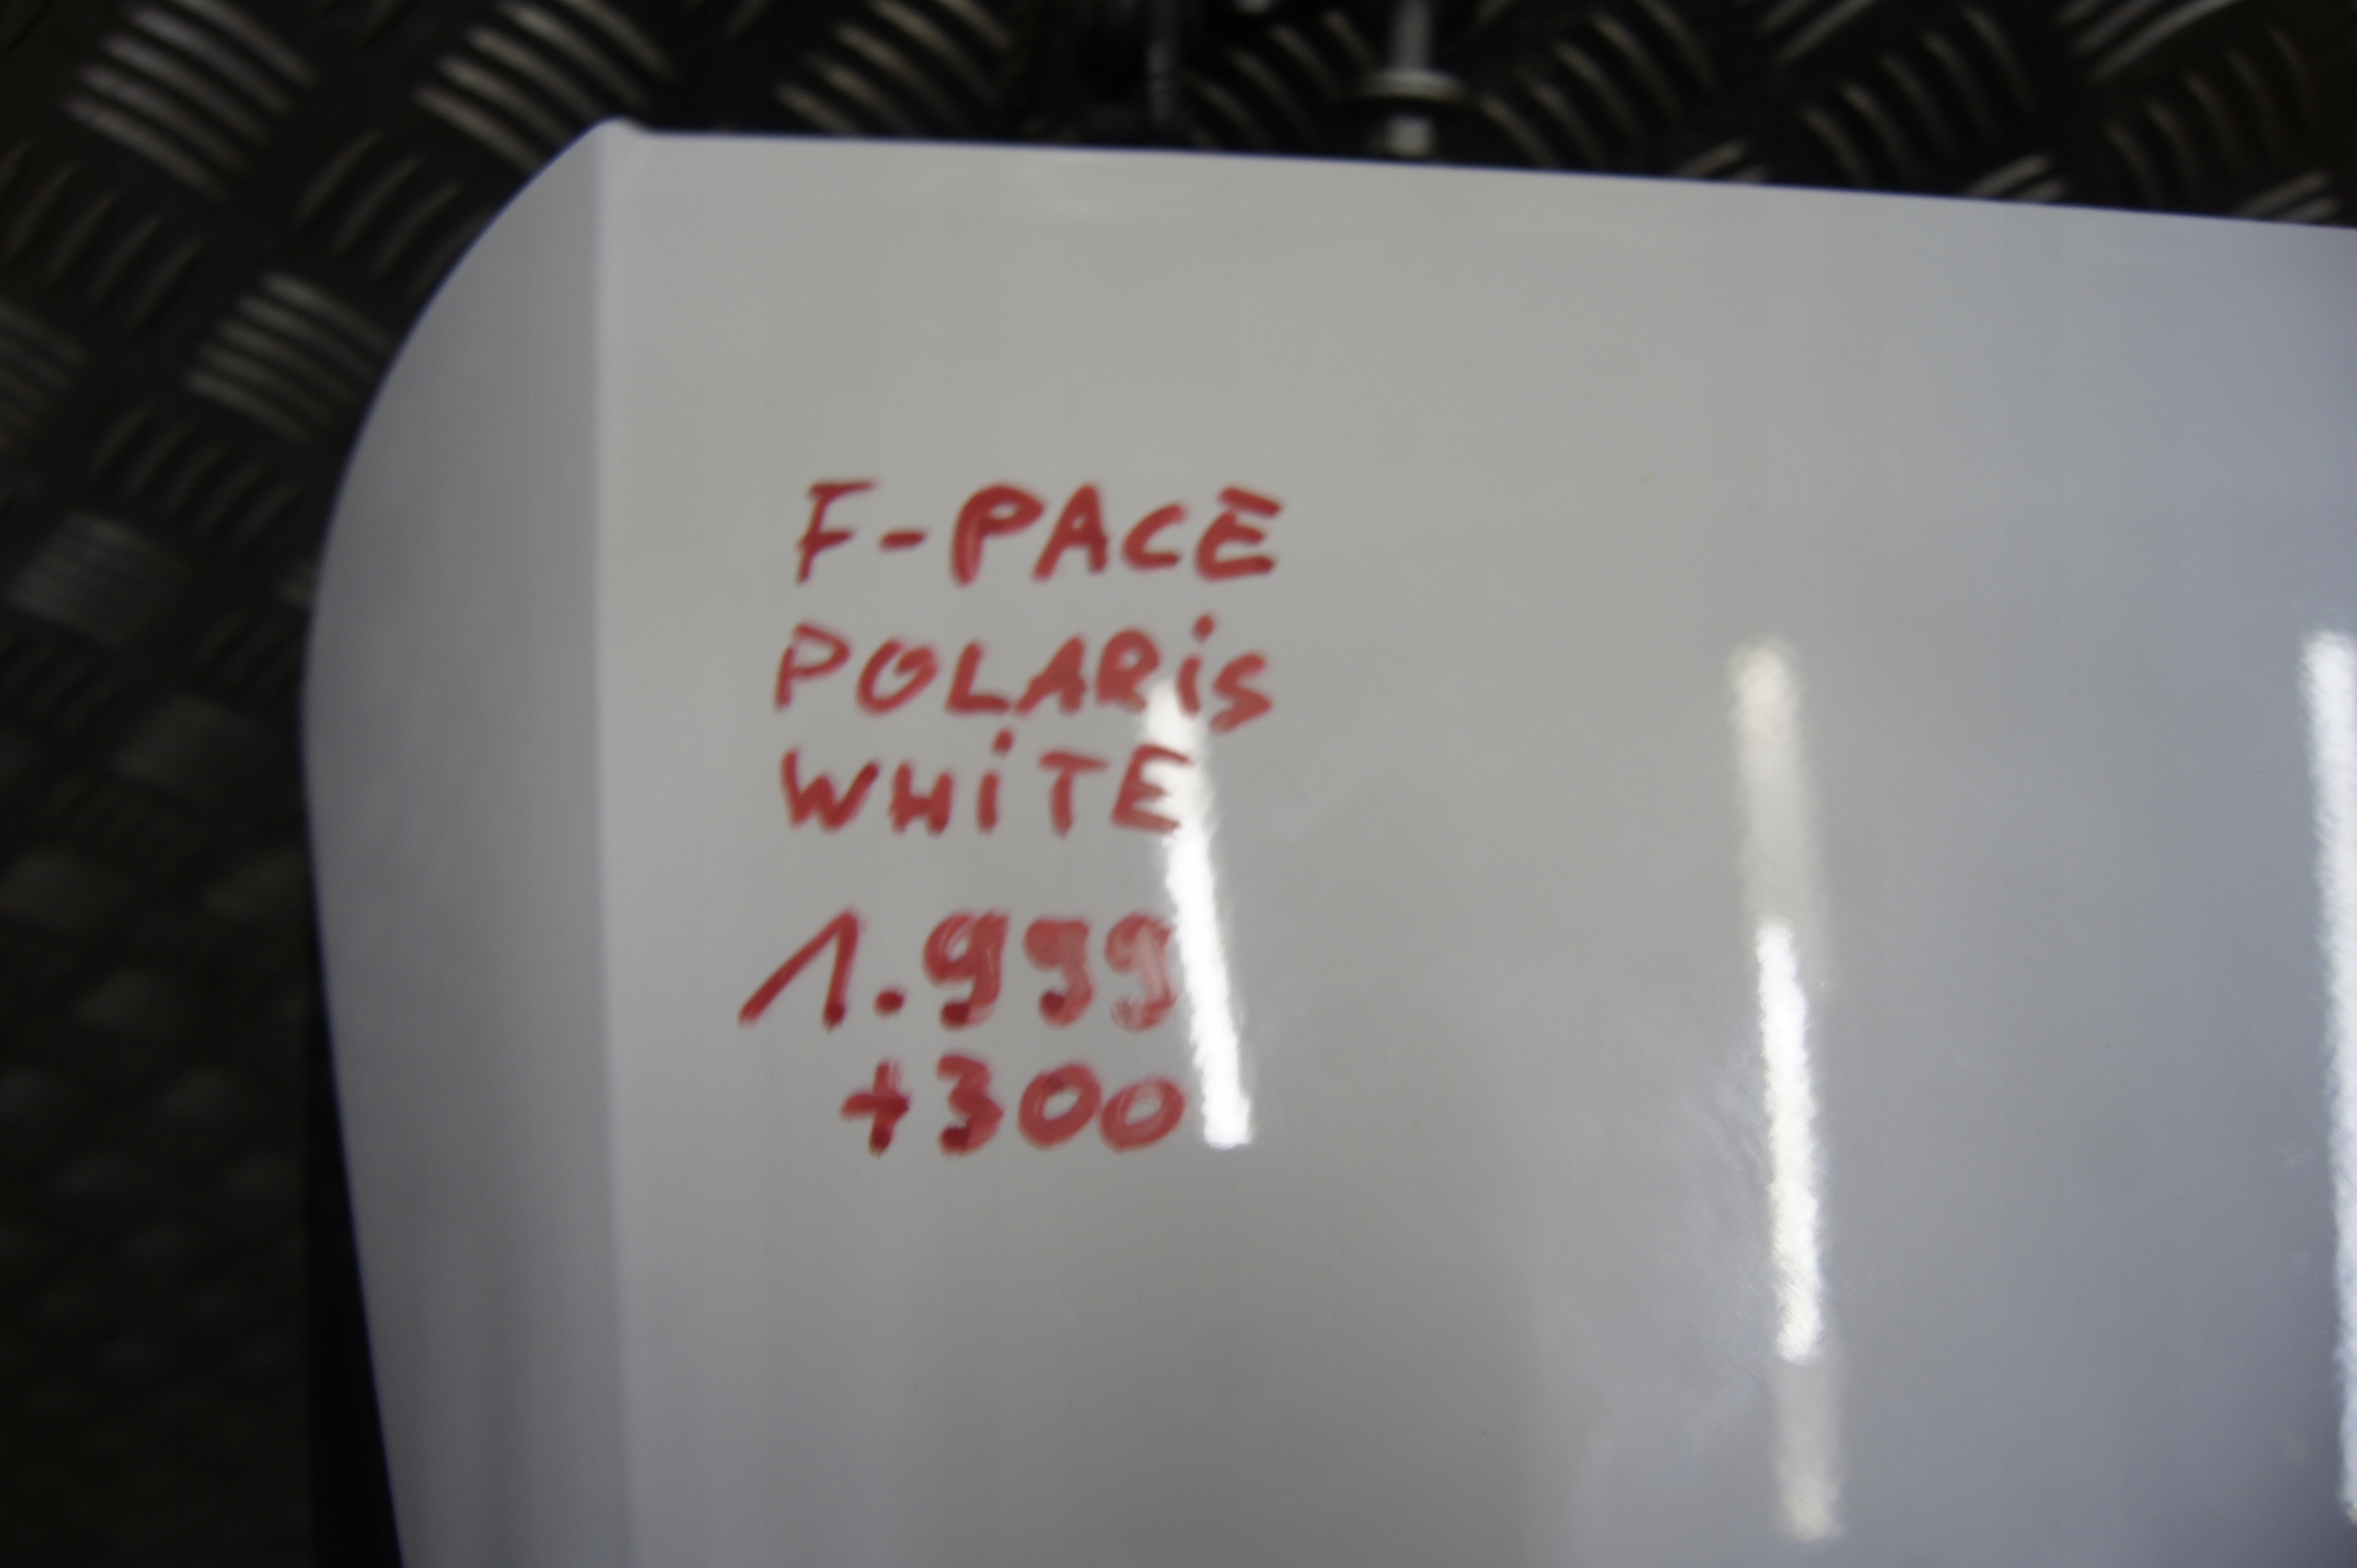 F-PACE
POLARiS
WHiTE
1.999
+300